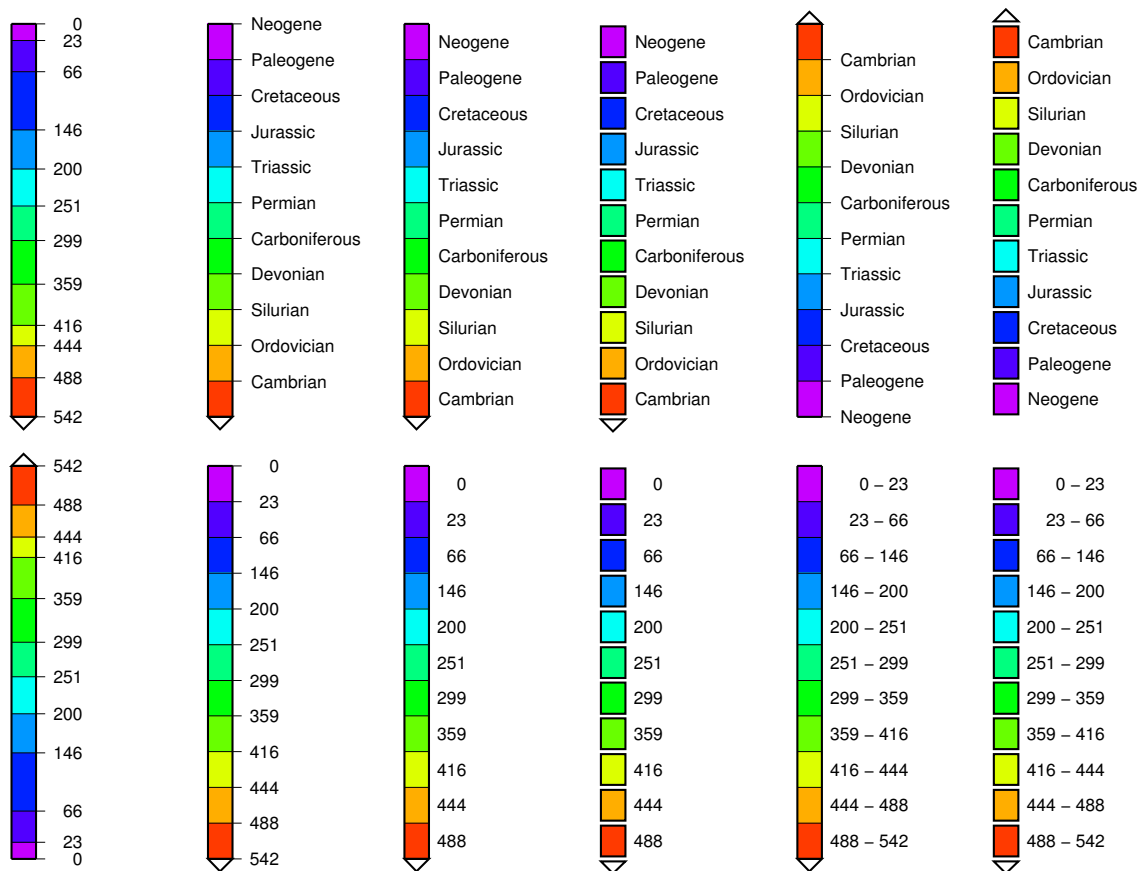 0
23
66
146
200
251
299
359
416
444
488
542
Neogene
Paleogene
Cretaceous
Jurassic
Triassic
Permian
Carboniferous
Devonian
Silurian
Ordovician
Cambrian
Neogene
Paleogene
Cretaceous
Jurassic
Triassic
Permian
Carboniferous
Devonian
Silurian
Ordovician
Cambrian
Neogene
Paleogene
Cretaceous
Jurassic
Triassic
Permian
Carboniferous
Devonian
Silurian
Ordovician
Cambrian
Cambrian
Ordovician
Silurian
Devonian
Carboniferous
Permian
Triassic
Jurassic
Cretaceous
Paleogene
Neogene
Cambrian
Ordovician
Silurian
Devonian
Carboniferous
Permian
Triassic
Jurassic
Cretaceous
Paleogene
Neogene
542
488
444
416
359
299
251
200
146
66
23
0
0
23
66
146
200
251
299
359
416
444
488
542
0
23
66
146
200
251
299
359
416
444
488
0
23
66
146
200
251
299
359
416
444
488
0 − 23
23 − 66
66 − 146
146 − 200
200 − 251
251 − 299
299 − 359
359 − 416
416 − 444
444 − 488
488 − 542
0 − 23
23 − 66
66 − 146
146 − 200
200 − 251
251 − 299
299 − 359
359 − 416
416 − 444
444 − 488
488 − 542